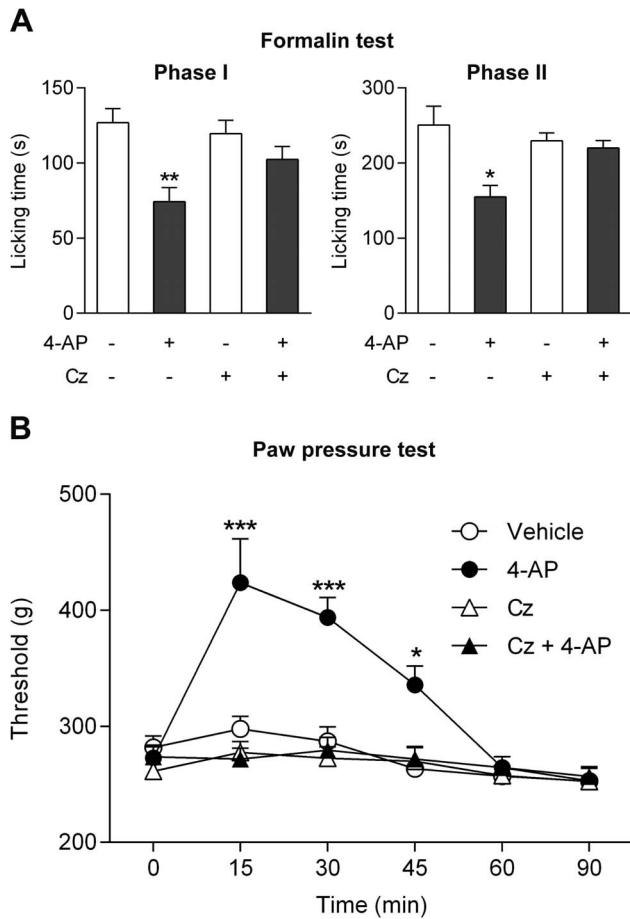 A
Formalin test
Phase I
Phase II
Licking time (s)
150
100
50
0
**
4-AP - + - +
Cz - - + +
Licking time (s)
300
200
100
0
*
4-AP - + - +
Cz - - + +
B
Paw pressure test
Threshold (g)
500
400
300
200
***
***
*
Vehicle
4-AP
Cz
Cz + 4-AP
0 15 30 45 60 90
Time (min)